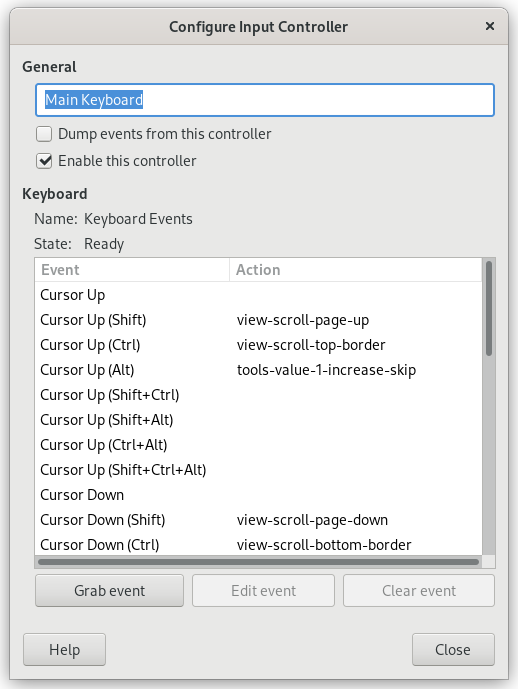 Configure Input Controller
General
Main Keyboard
Dump events from this controller
Enable this controller
Keyboard
Name: Keyboard Events
State: Ready
Event Action
Cursor Up
Cursor Up (Shift) view-scroll-page-up
Cursor Up (Ctrl) view-scroll-top-border
Cursor Up (Alt) tools-value-1-increase-skip
Cursor Up (Shift+Ctrl)
Cursor Up (Shift+Alt)
Cursor Up (Ctrl+Alt)
Cursor Up (Shift+Ctrl+Alt)
Cursor Down
Cursor Down (Shift) view-scroll-page-down
Cursor Down (Ctrl) view-scroll-bottom-border
Grab event Edit event Clear event
Help Close